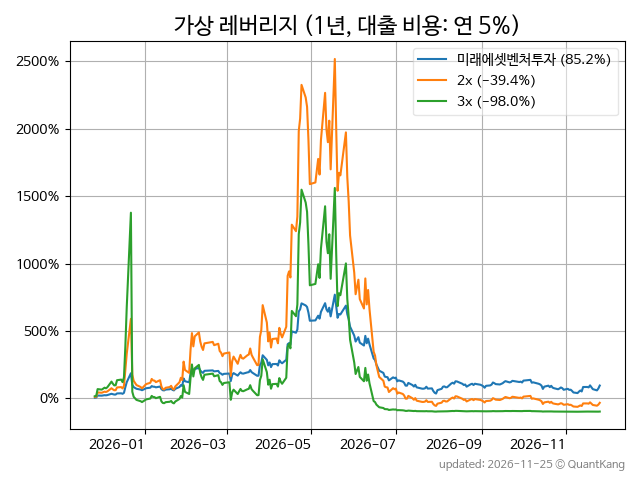 가상 레버리지 (1년, 대출 비용: 연 5%)
미래에셋벤처투자 (85.2%)
2x (-39.4%)
3x (-98.0%)
2500%
2000%
1500%
1000%
500%
0%
2026-01 2026-03 2026-05 2026-07 2026-09 2026-11
updated: 2026-11-25 © QuantKang